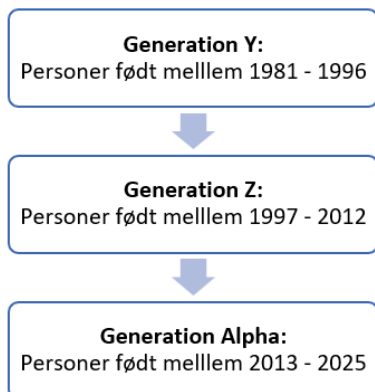 Generation Y:
Personer født melllem 1981 - 1996
Generation Z:
Personer født melllem 1997 - 2012
Generation Alpha:
Personer født melllem 2013 - 2025